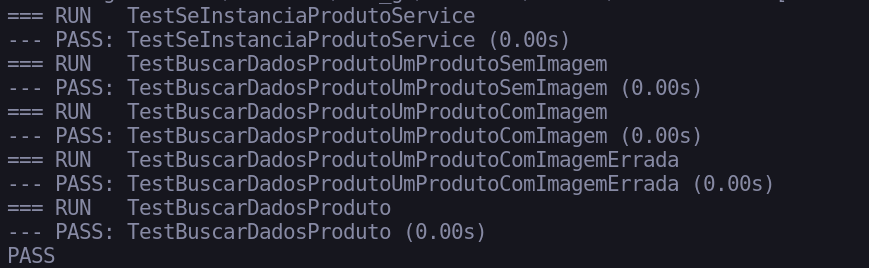 === RUN   TestSeInstanciaProdutoService
--- PASS: TestSeInstanciaProdutoService (0.00s)
=== RUN   TestBuscarDadosProdutoUmProdutoSemImagem
--- PASS: TestBuscarDadosProdutoUmProdutoSemImagem (0.00s)
=== RUN   TestBuscarDadosProdutoUmProdutoComImagem
--- PASS: TestBuscarDadosProdutoUmProdutoComImagem (0.00s)
=== RUN   TestBuscarDadosProdutoUmProdutoComImagemErrada
--- PASS: TestBuscarDadosProdutoUmProdutoComImagemErrada (0.00s)
=== RUN   TestBuscarDadosProduto
--- PASS: TestBuscarDadosProduto (0.00s)
PASS